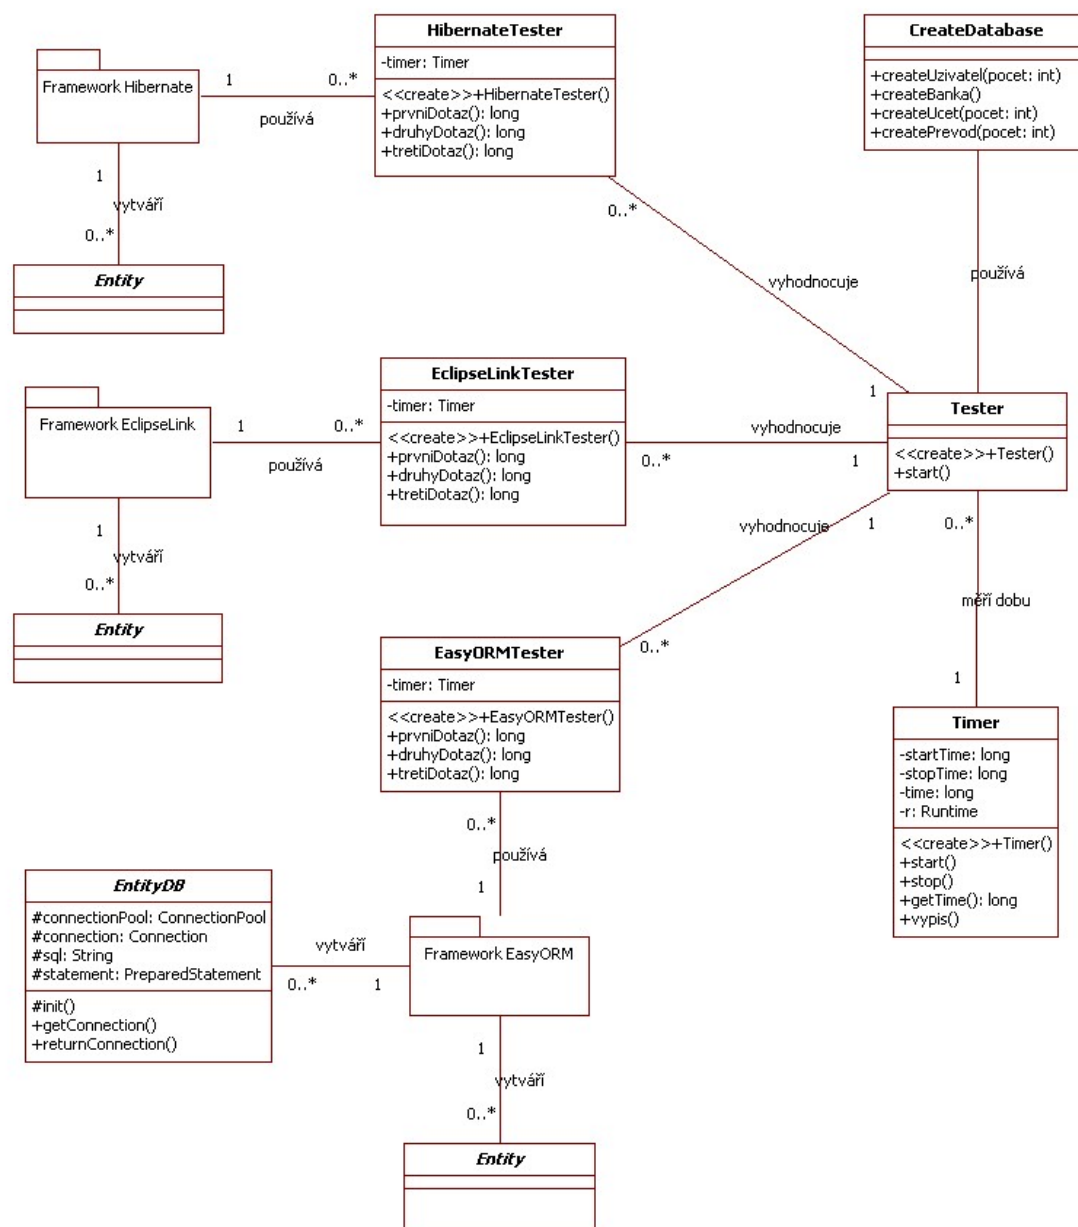 HibernateTester
-timer: Timer
<<create>>+HibernateTester()
+prvniDotaz(): long
+druhyDotaz(): long
+tretiDotaz(): long
CreateDatabase
+createUzivatel(pocet: int)
+createBanka()
+createUcet(pocet: int)
+createPrevod(pocet: int)
Framework Hibernate
1
0..*
používá
1
vytváří
0..*
Entity
0..*
vyhodnocuje
1
používá
EclipseLinkTester
-timer: Timer
<<create>>+EclipseLinkTester()
+prvniDotaz(): long
+druhyDotaz(): long
+tretiDotaz(): long
Framework EclipseLink
1
0..*
používá
1
vytváří
0..*
Entity
vyhodnocuje
0..*
1
Tester
<<create>>+Tester()
+start()
vyhodnocuje
1
0..*
0..*
měří dobu
1
EasyORMTester
-timer: Timer
<<create>>+EasyORMTester()
+prvniDotaz(): long
+druhyDotaz(): long
+tretiDotaz(): long
Timer
-startTime: long
-stopTime: long
-time: long
-r: Runtime
<<create>>+Timer()
+start()
+stop()
+getTime(): long
+vypis()
0..*
používá
1
EntityDB
#connectionPool: ConnectionPool
#connection: Connection
#sql: String
#statement: PreparedStatement
#init()
+getConnection()
+returnConnection()
vytváří
0..*
1
Framework EasyORM
1
vytváří
0..*
Entity